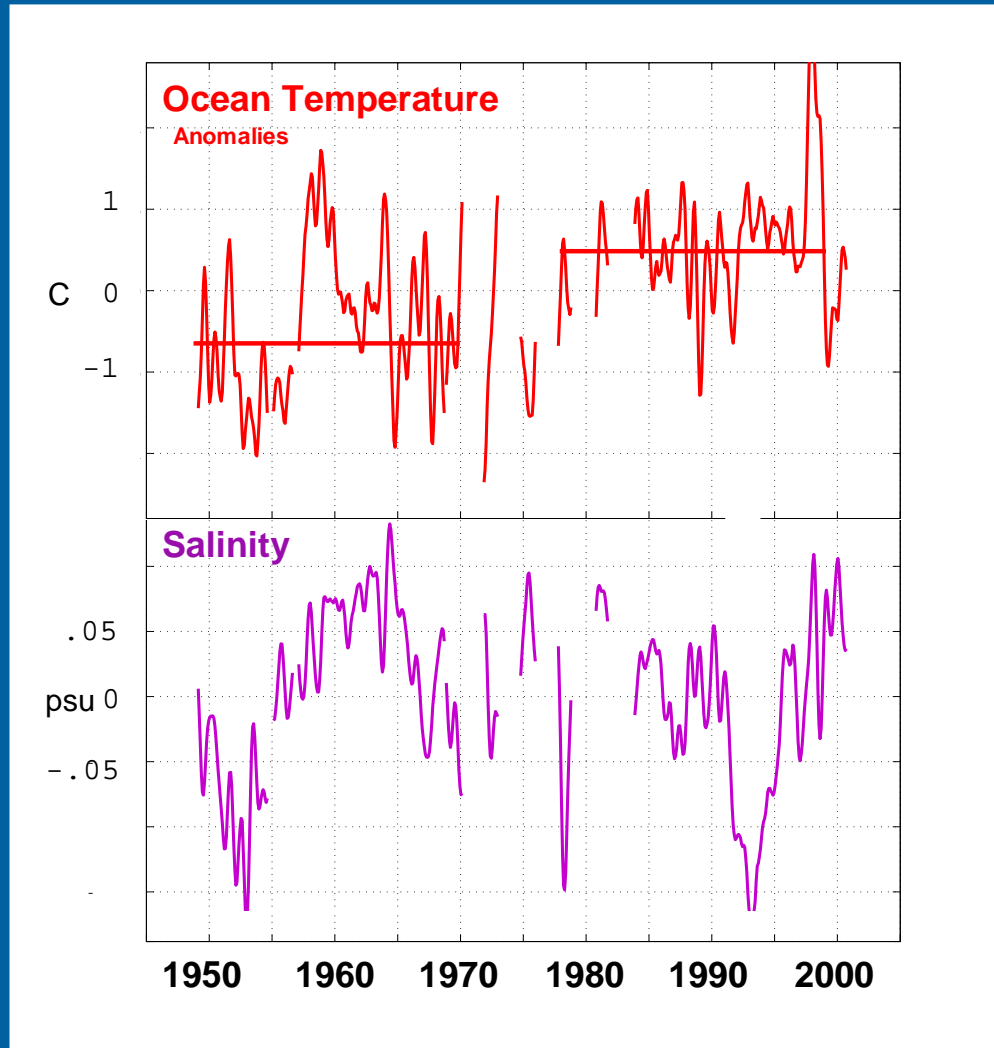 Ocean Temperature
Anomalies
1
C 0
-1
Salinity
.05
psu 0
-.05
-
1950 1960 1970 1980 1990 2000